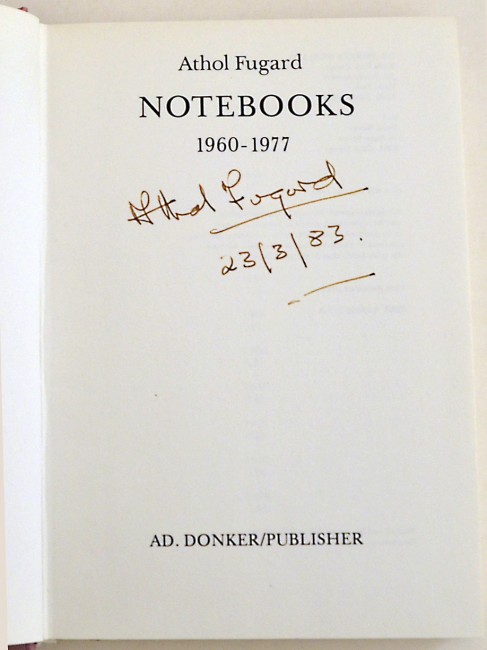 Athol Fugard
NOTEBOOKS
1960-1977
Athol Fugard
23/3/83.
AD. DONKER/PUBLISHER